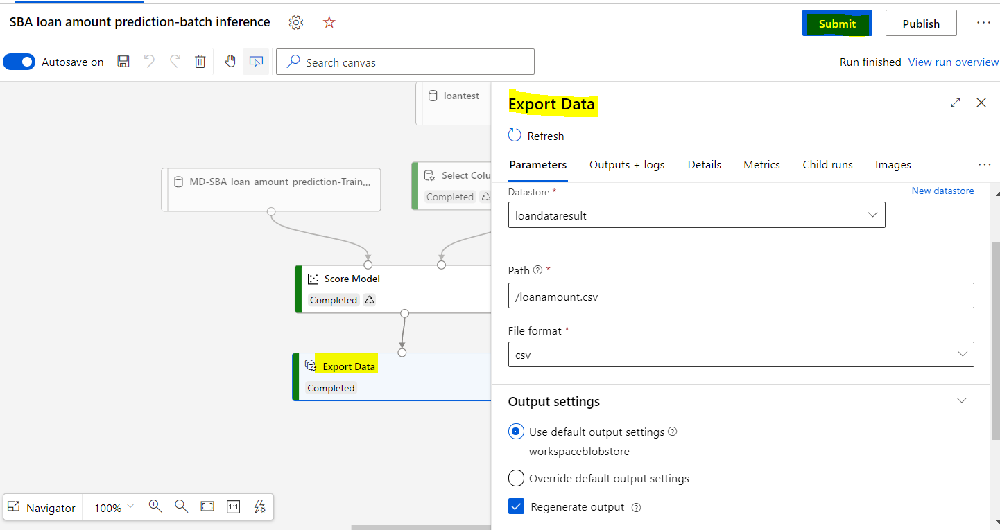 SBA loan amount prediction-batch inference
Submit
Publish
Autosave on
Search canvas
Run finished View run overview
loantest
MD-SBA_loan_amount_prediction-Train...
Select Colu
Completed
Score Model
Completed
Export Data
Completed
Navigator
100%
1:1
Export Data
Refresh
Parameters Outputs + logs Details Metrics Child runs Images
Datastore *
New datastore
loandataresult
Path *
/loanamount.csv
File format *
csv
Output settings
Use default output settings
workspaceblobstore
Override default output settings
Regenerate output